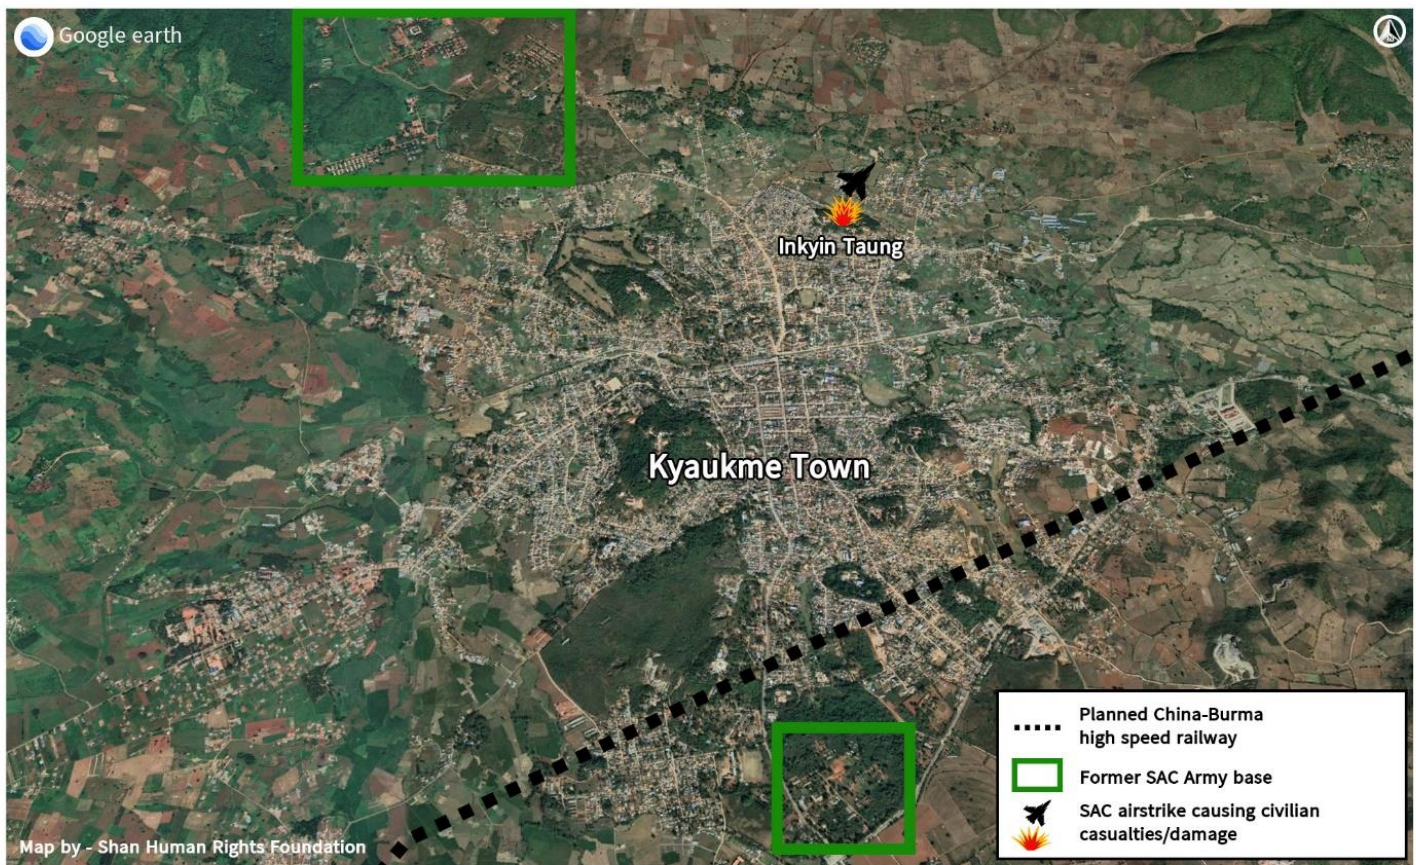 Google earth
Inkyin Taung
Kyaukme Town
Planned China-Burma
high speed railway
Former SAC Army base
SAC airstrike causing civilian
casualties/damage
Map by - Shan Human Rights Foundation